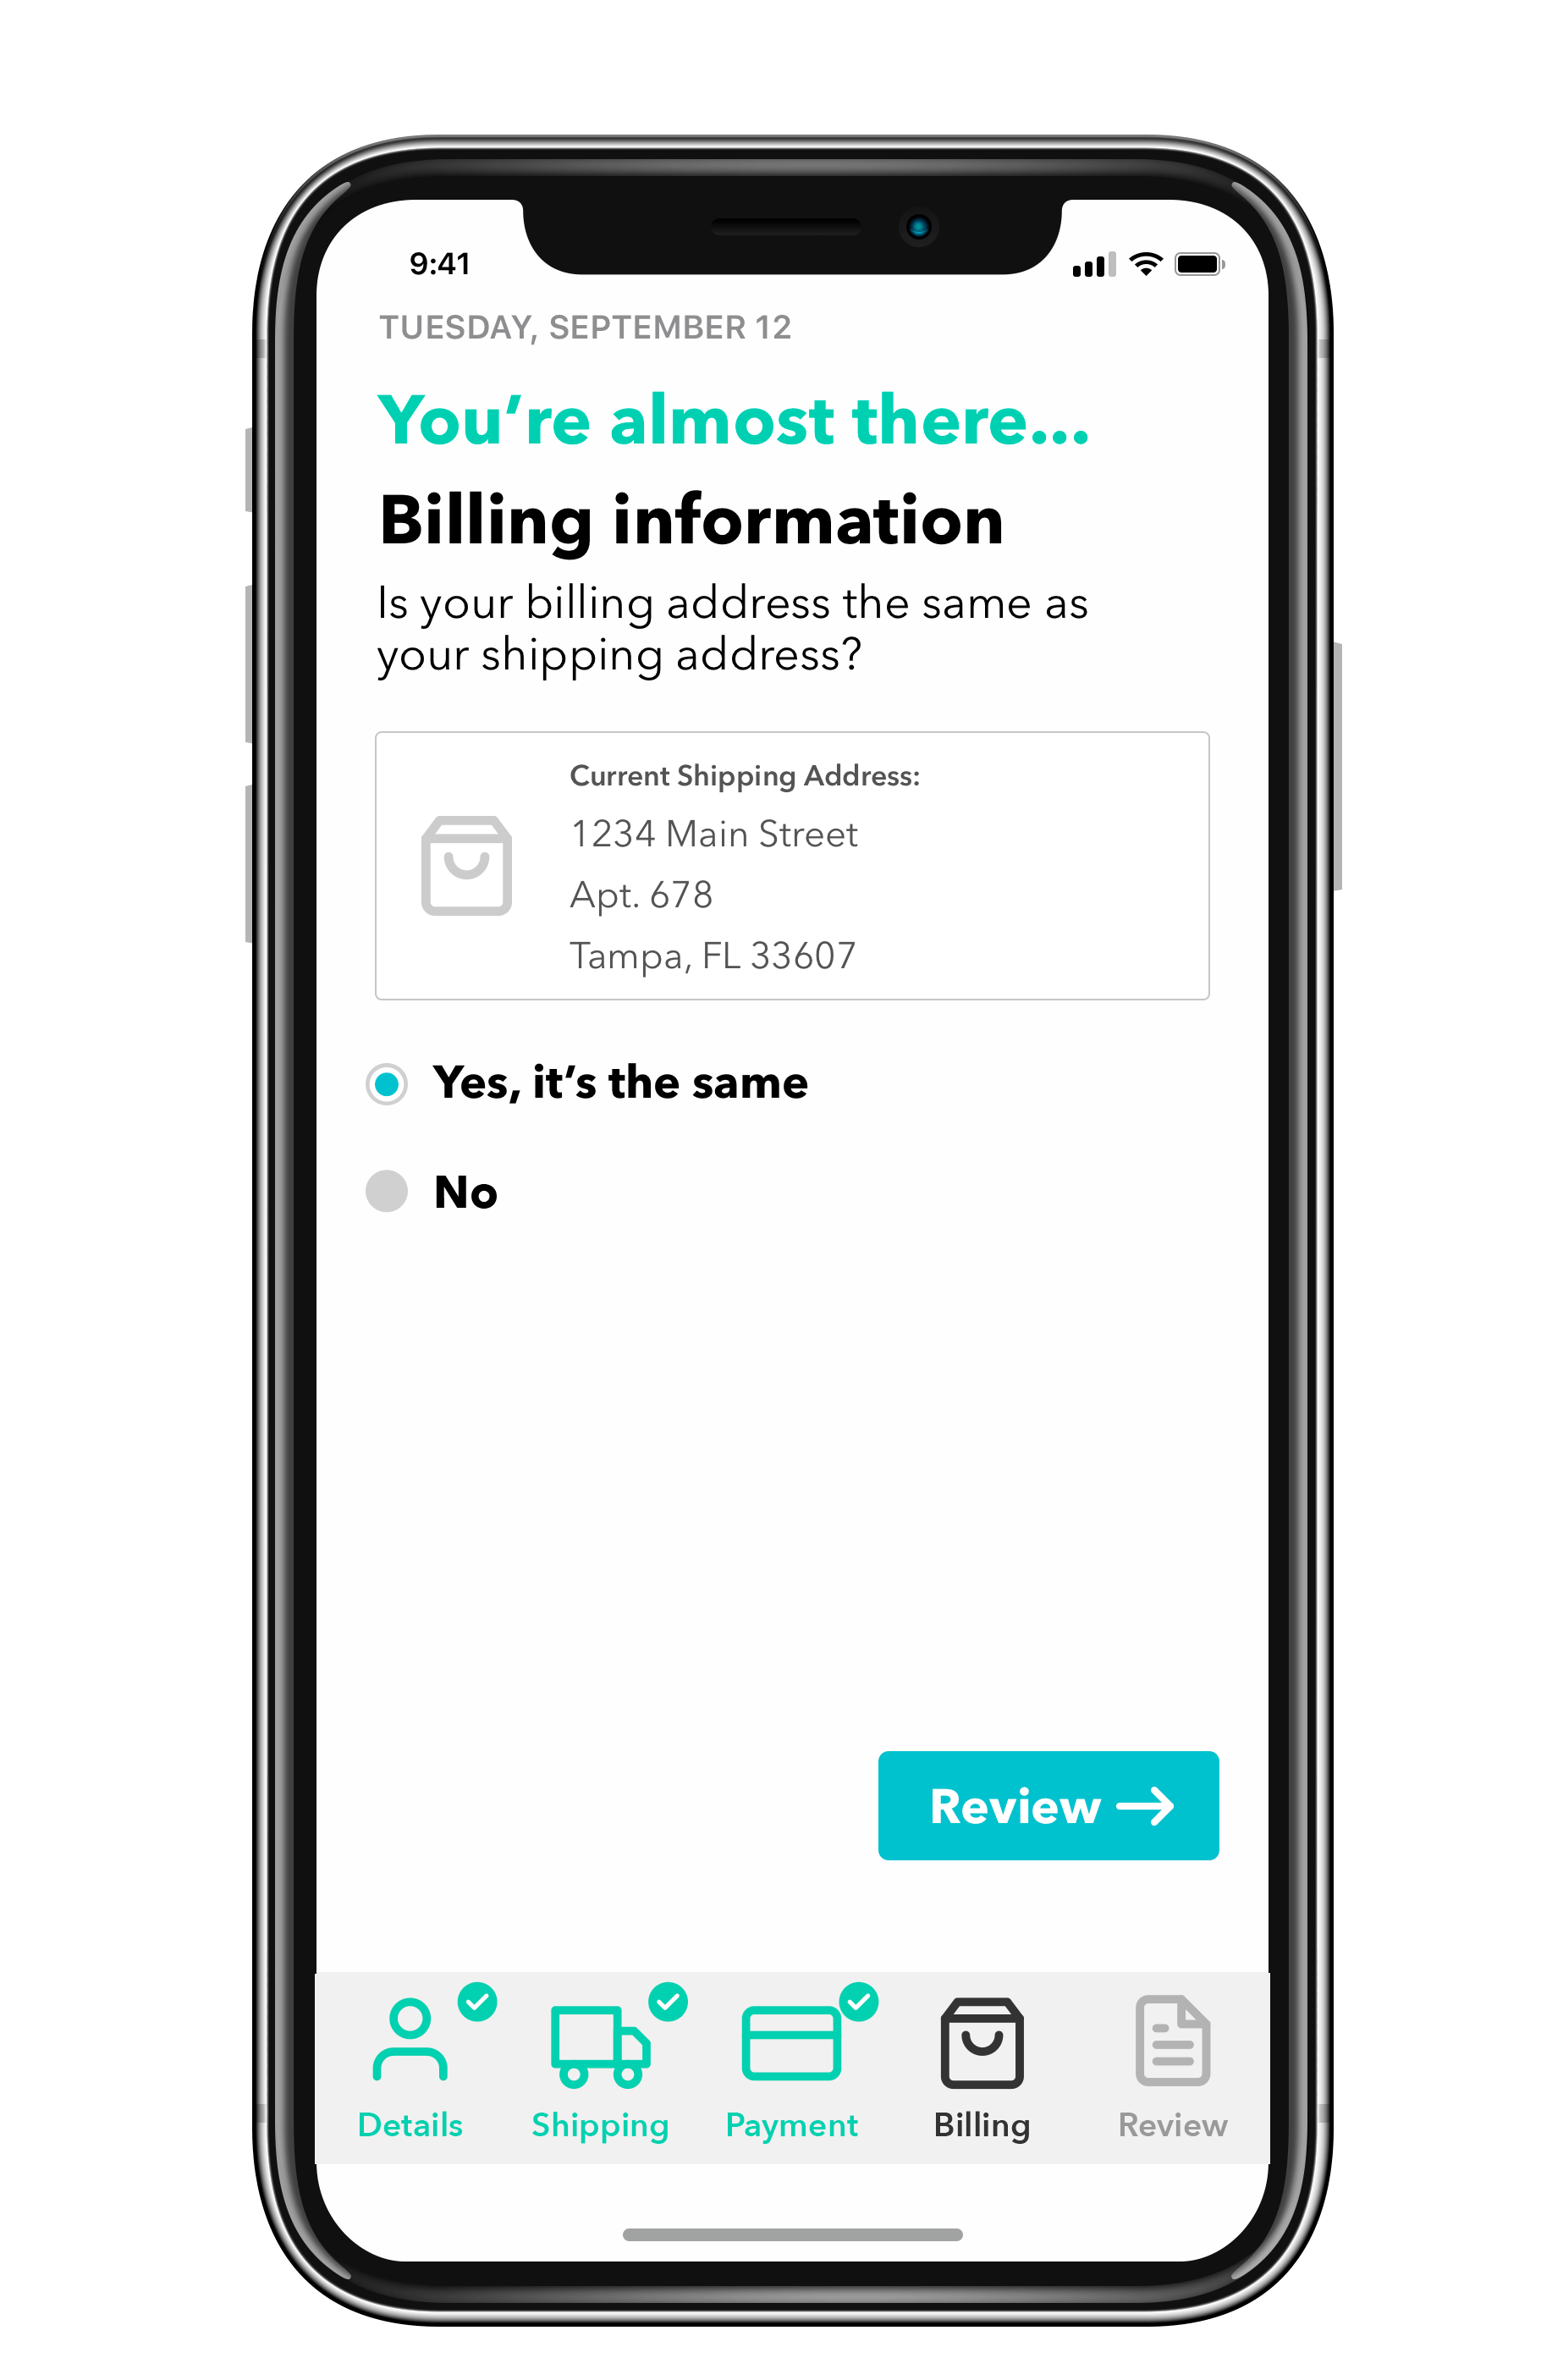 9:41
TUESDAY, SEPTEMBER 12
You’re almost there...
Billing information
Is your billing address the same as
your shipping address?
Current Shipping Address:
1234 Main Street
Apt. 678
Tampa, FL 33607
Yes, it’s the same
No
Review
Details Shipping Payment Billing Review